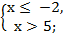 x ≤ −2,
x > 5;